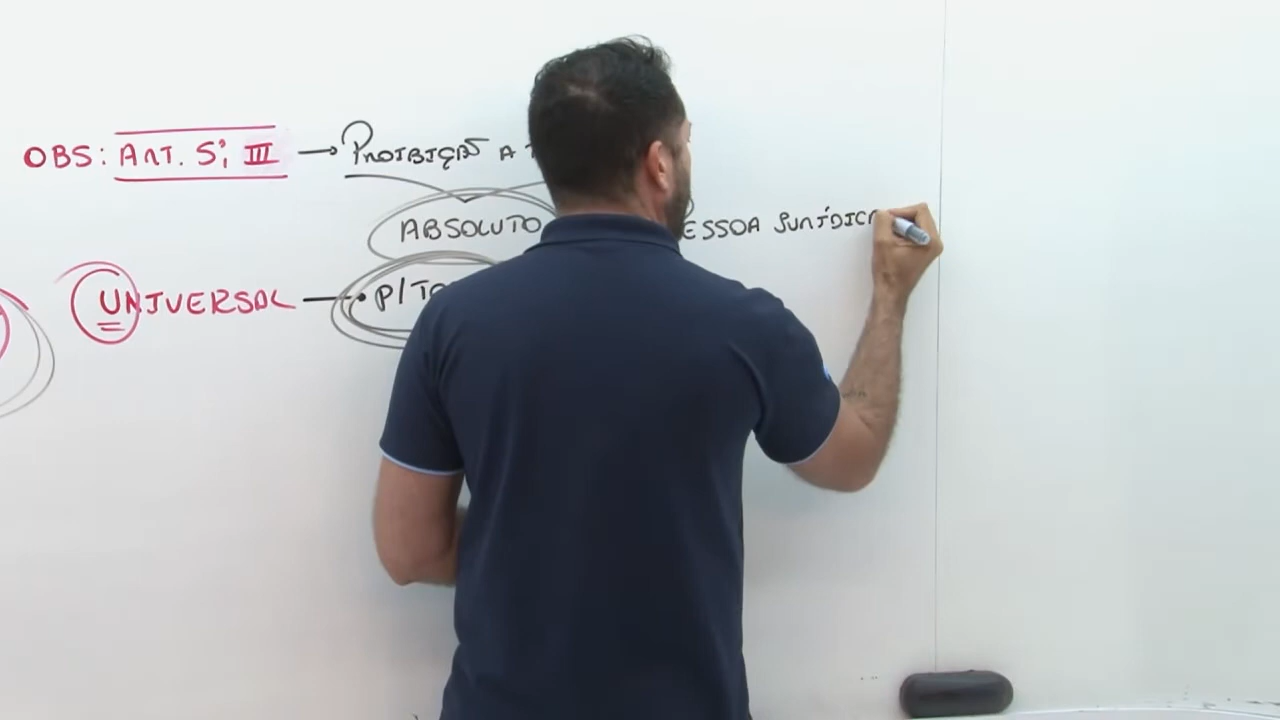 OBS: ART. 5º, III → PROIBIÇÃO A
ABSOLUTO ESSOA JURÍDICA
UNIVERSAL → P/TO